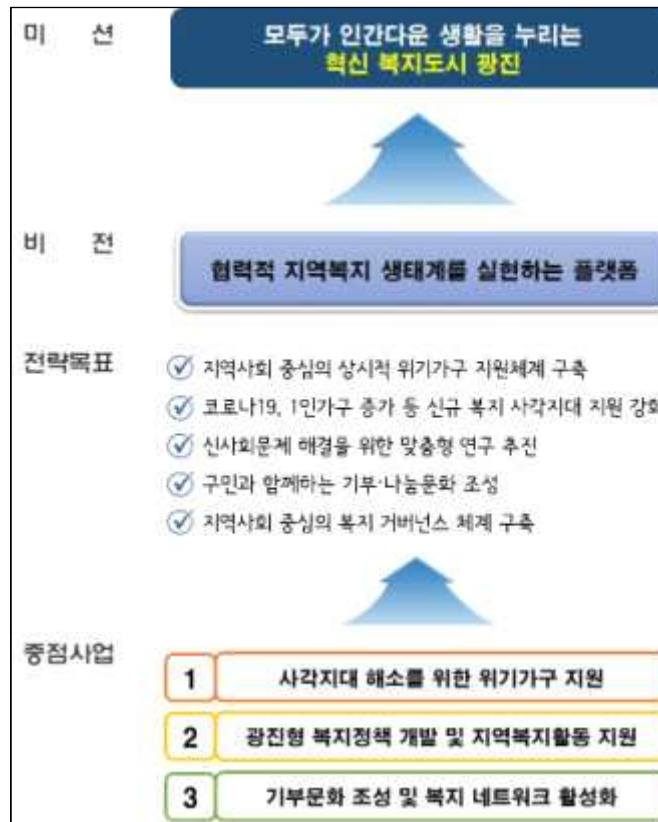 미 션
모두가 인간다운 생활을 누리는
혁신 복지도시 광진
비 전
협력적 지역복지 생태계를 실현하는 플랫폼
전략목표
지역사회 중심의 상시적 위기가구 지원체계 구축
코로나19, 1인가구 증가 등 신규 복지 사각지대 지원 강화
신사회문제 해결을 위한 맞춤형 연구 추진
구민과 함께하는 기부·나눔문화 조성
지역사회 중심의 복지 거버넌스 체계 구축
중점사업
1 사각지대 해소를 위한 위기가구 지원
2 광진형 복지정책 개발 및 지역복지활동 지원
3 기부문화 조성 및 복지 네트워크 활성화